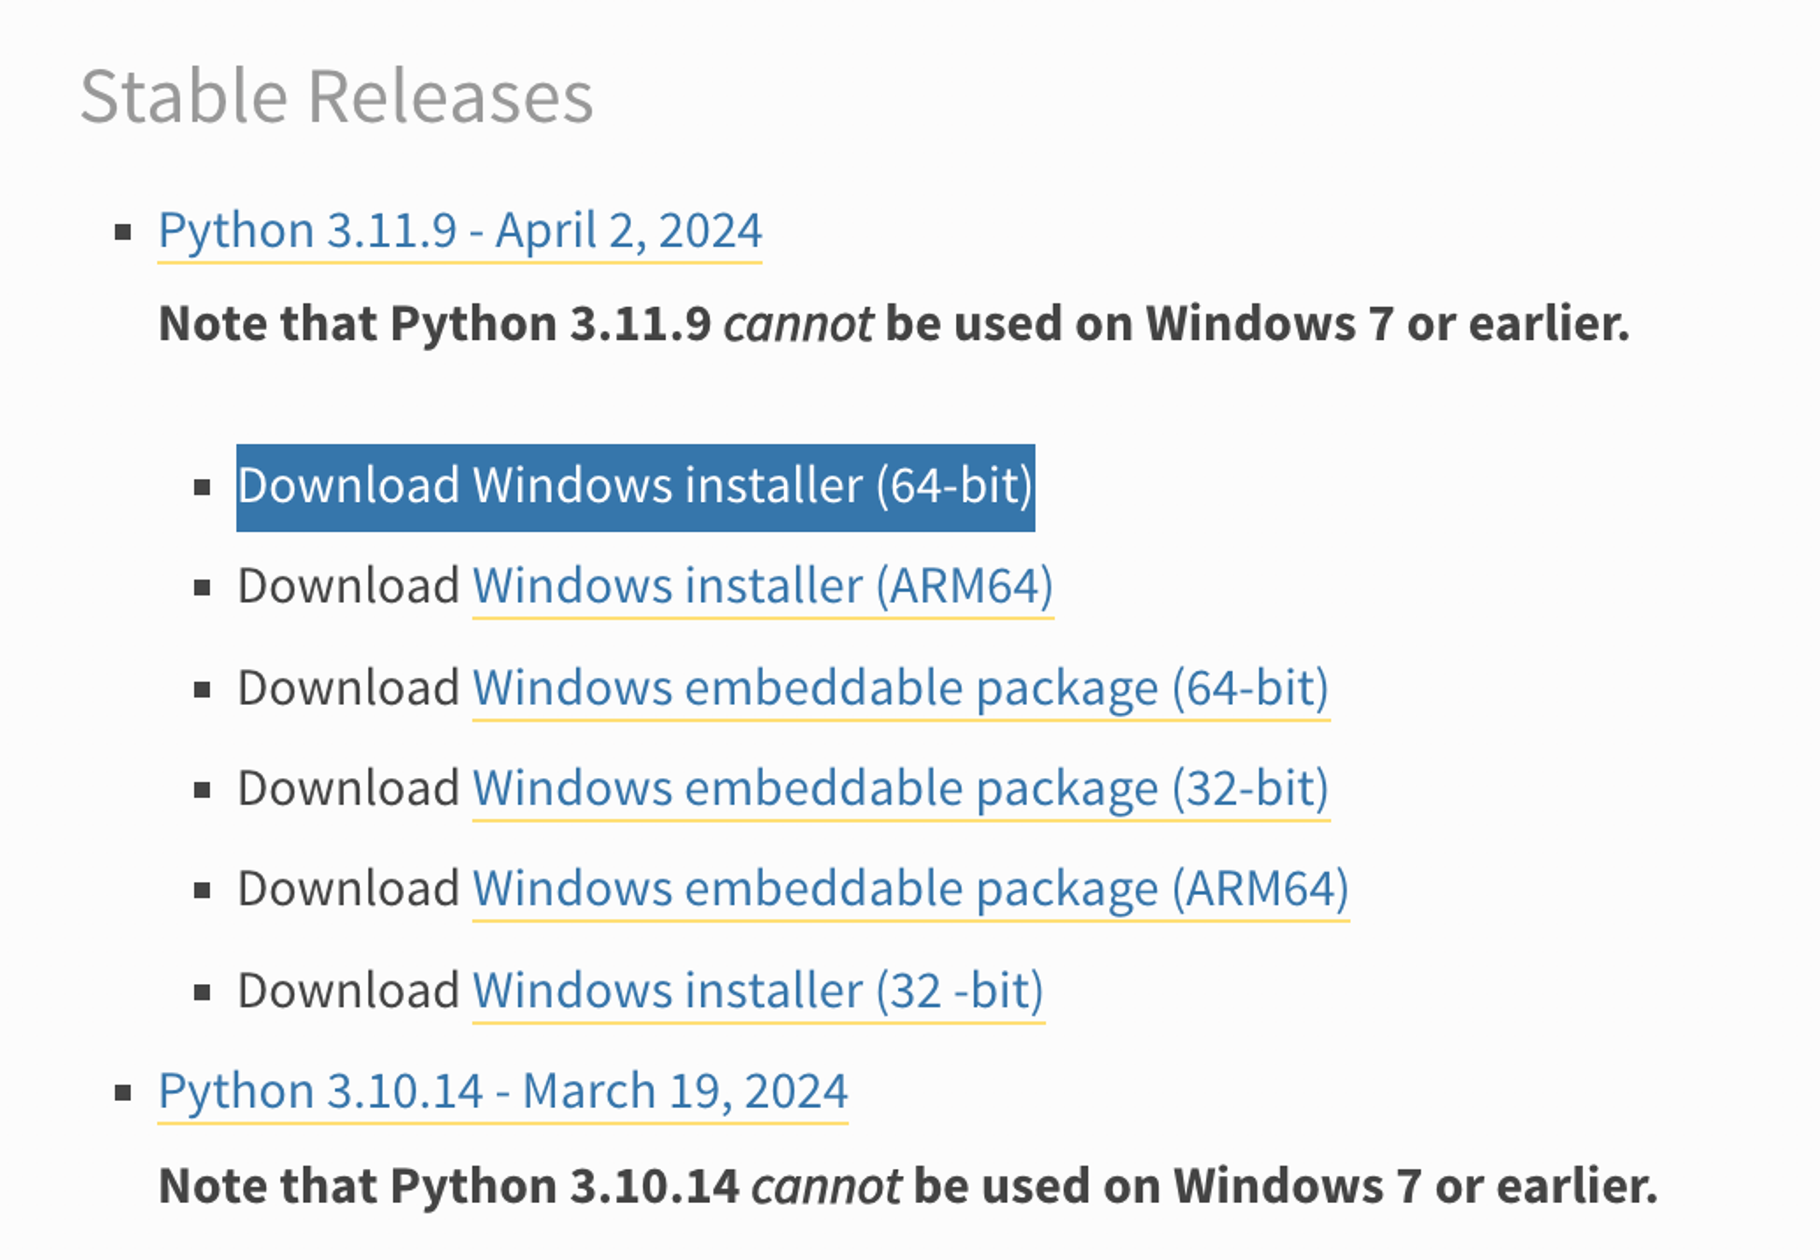 Stable Releases
Python 3.11.9 - April 2, 2024
Note that Python 3.11.9 cannot be used on Windows 7 or earlier.
Download Windows installer (64-bit)
Download Windows installer (ARM64)
Download Windows embeddable package (64-bit)
Download Windows embeddable package (32-bit)
Download Windows embeddable package (ARM64)
Download Windows installer (32 -bit)
Python 3.10.14 - March 19, 2024
Note that Python 3.10.14 cannot be used on Windows 7 or earlier.